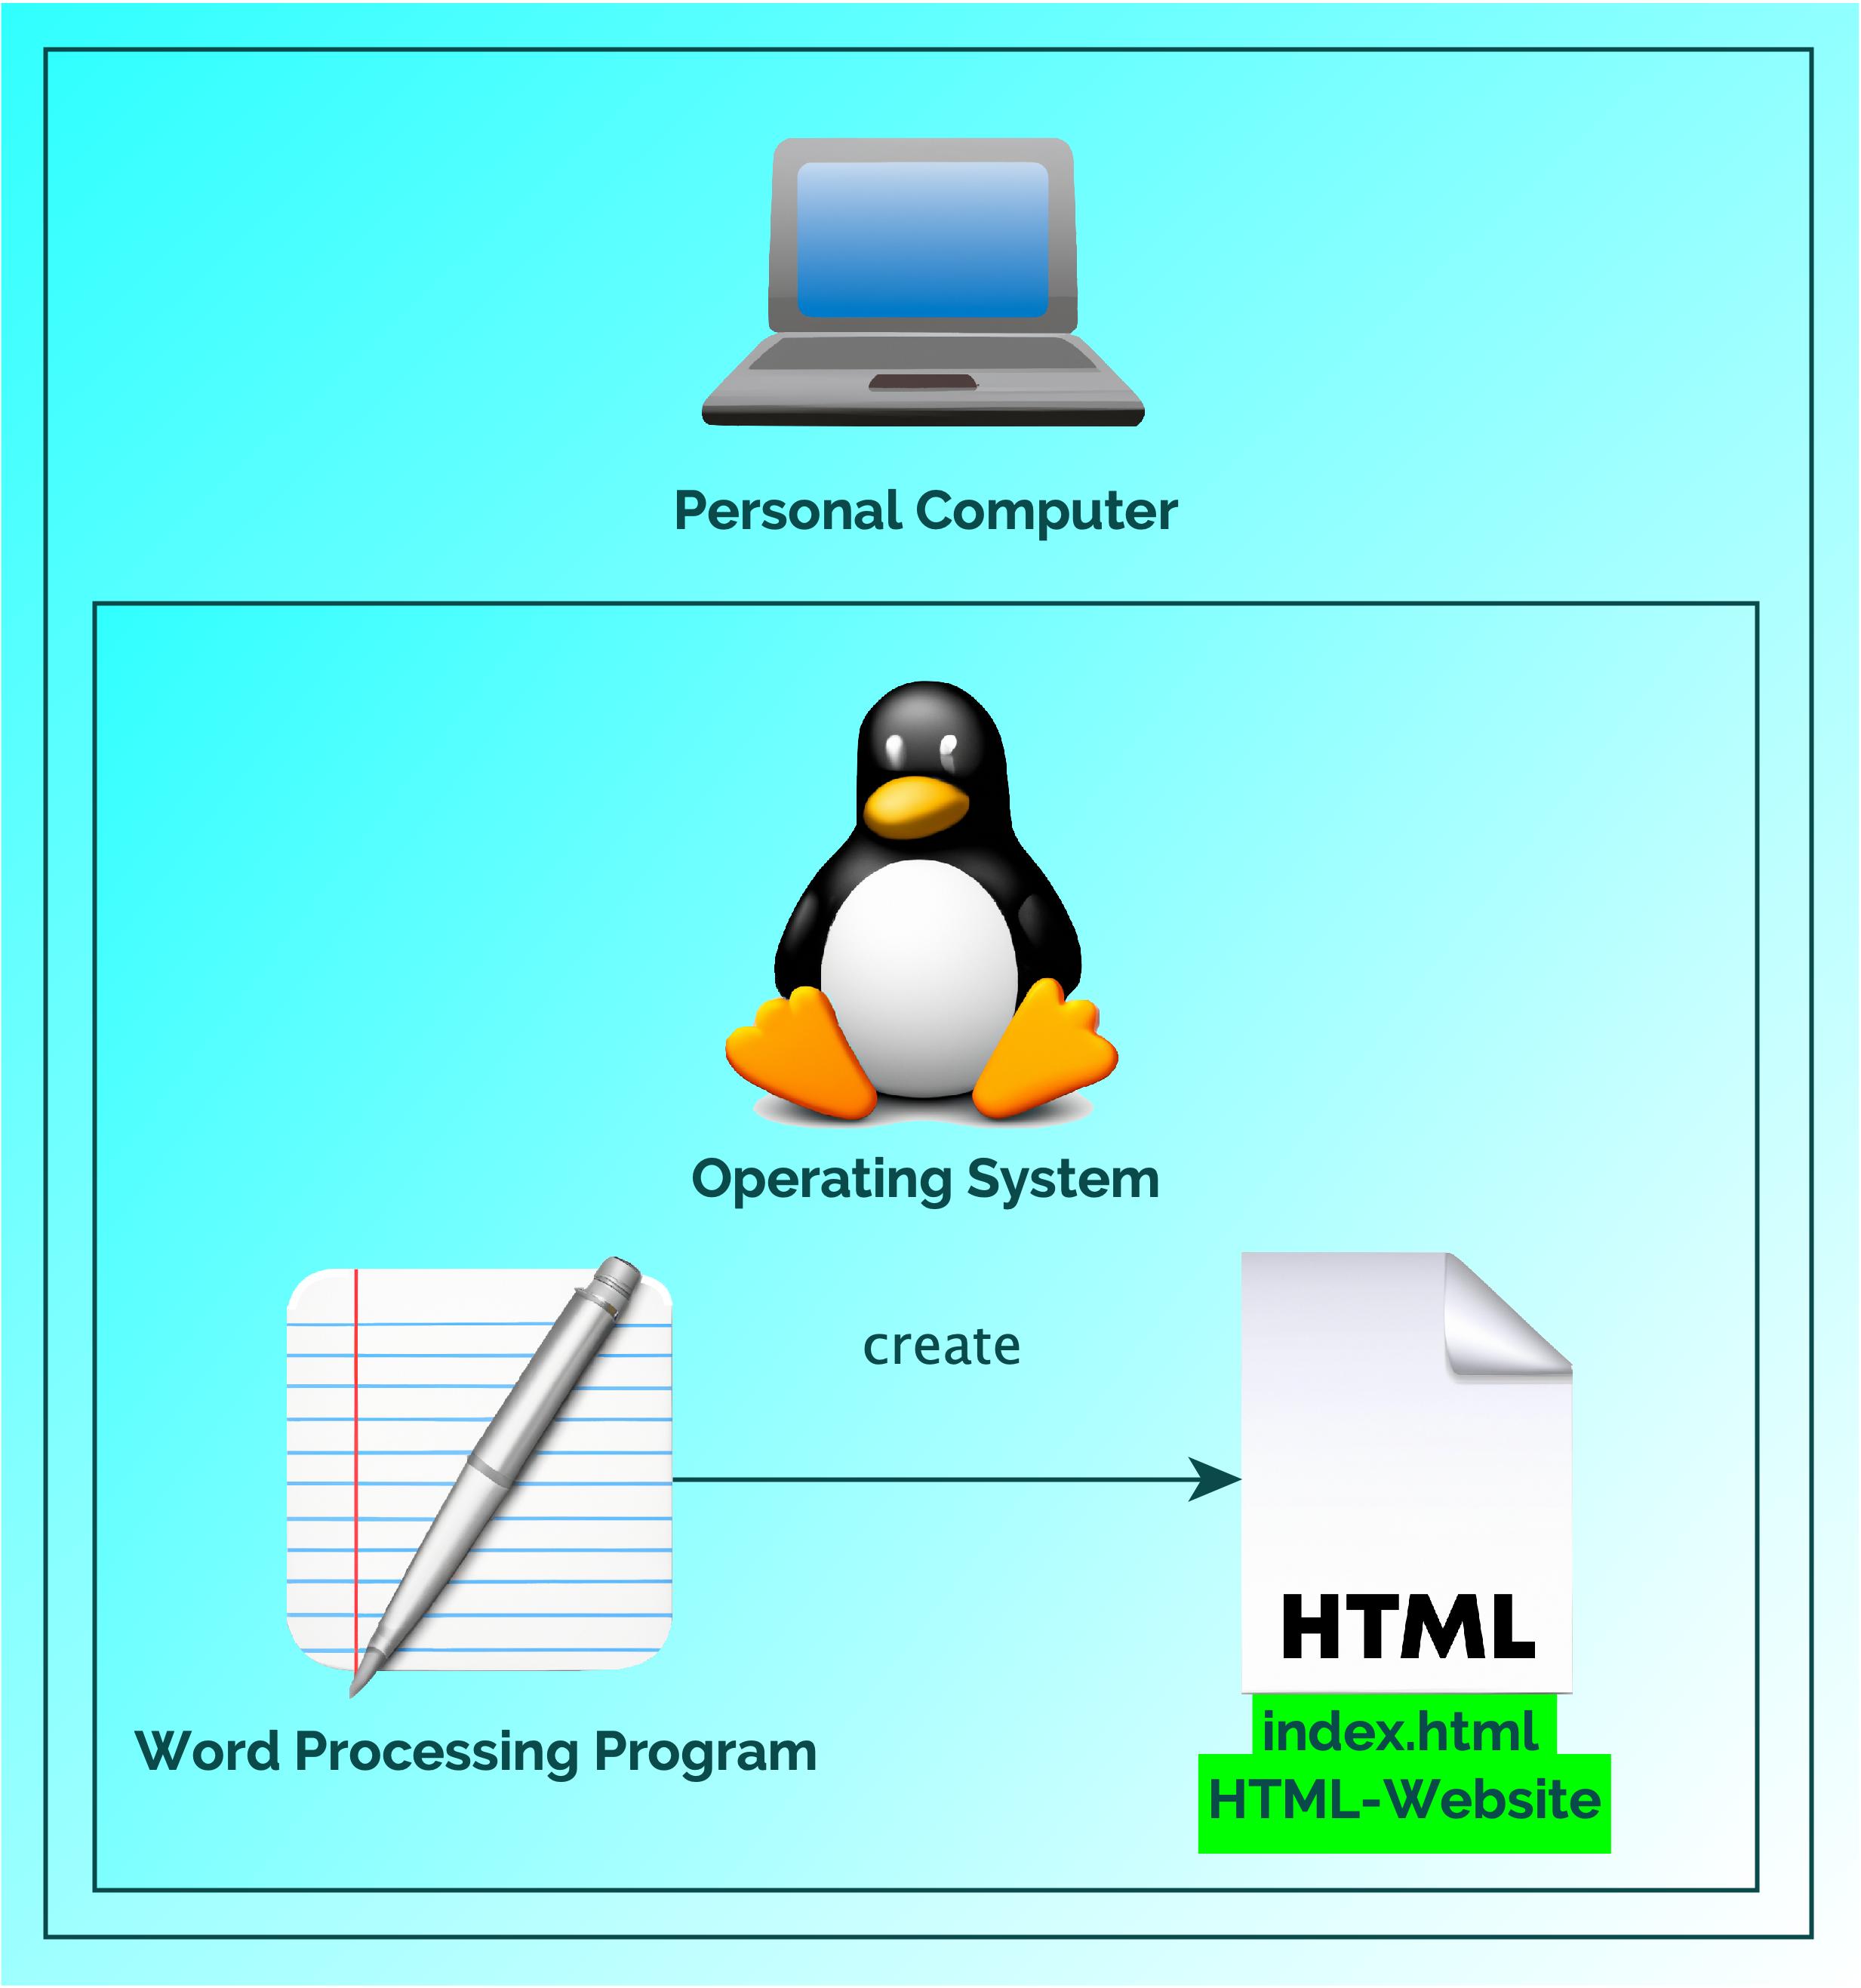 Personal Computer
Operating System
create
HTML
Word Processing Program
index.html
HTML-Website